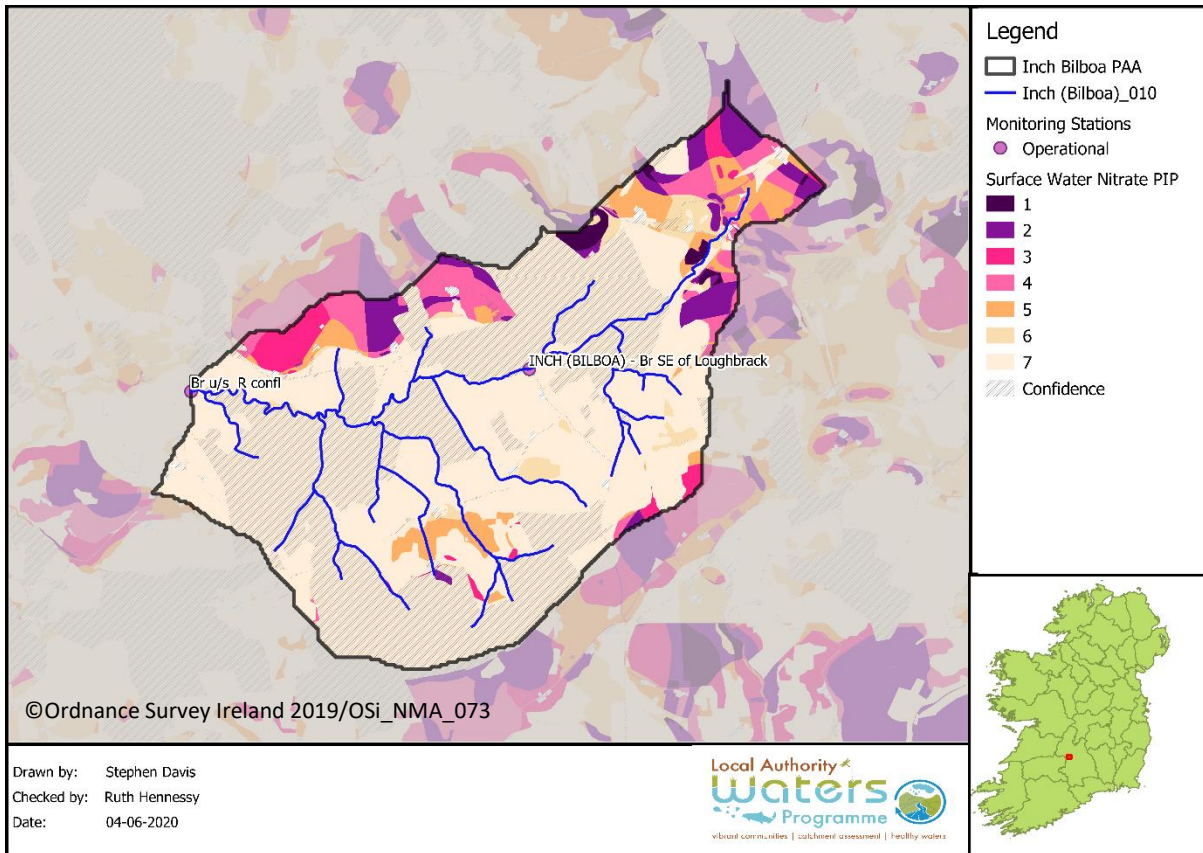 INCH (BILBOA) - Br SE of Loughbrack
Br u/s R confl
©Ordnance Survey Ireland 2019/OSi_NMA_073
Legend
Inch Bilboa PAA
Inch (Bilboa)_010
Monitoring Stations
Operational
Surface Water Nitrate PIP
1
2
3
4
5
6
7
Confidence
Drawn by: Stephen Davis
Checked by: Ruth Hennessy
Date: 04-06-2020
Local Authority
Waters
Programme
vibrant communities | catchment assessment | healthy waters